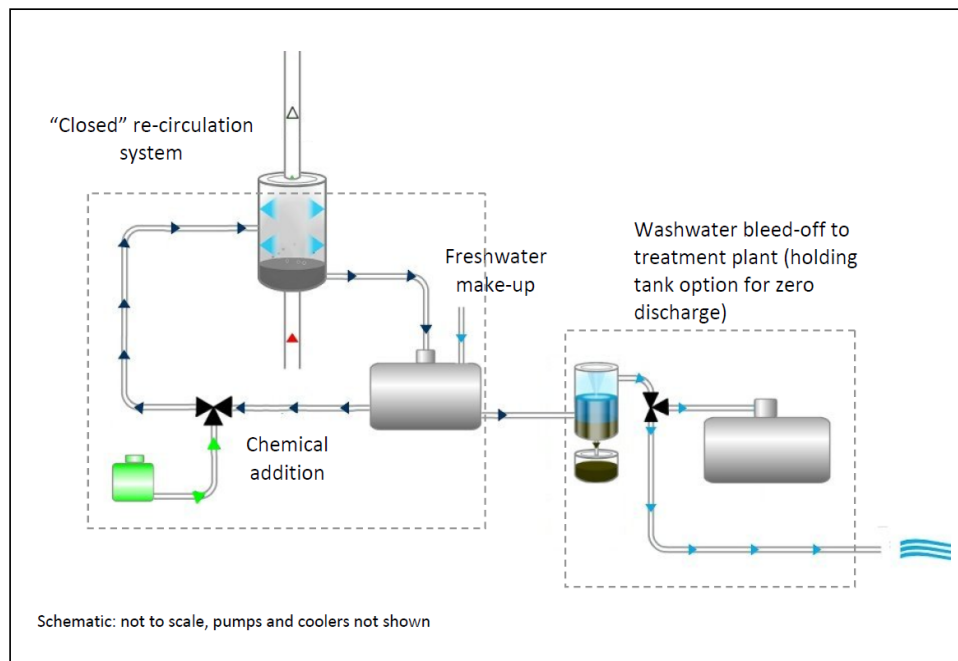 “Closed” re-circulation
system
Freshwater
make-up
Washwater bleed-off to
treatment plant (holding
tank option for zero
discharge)
Chemical
addition
Schematic: not to scale, pumps and coolers not shown